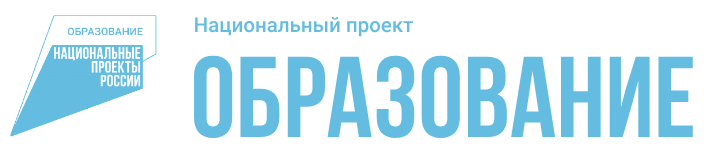 ОБРАЗОВАНИЕ
НАЦИОНАЛЬНЫЕ
ПРОЕКТЫ
РОССИИ
Национальный проект
ОБРАЗОВАНИЕ